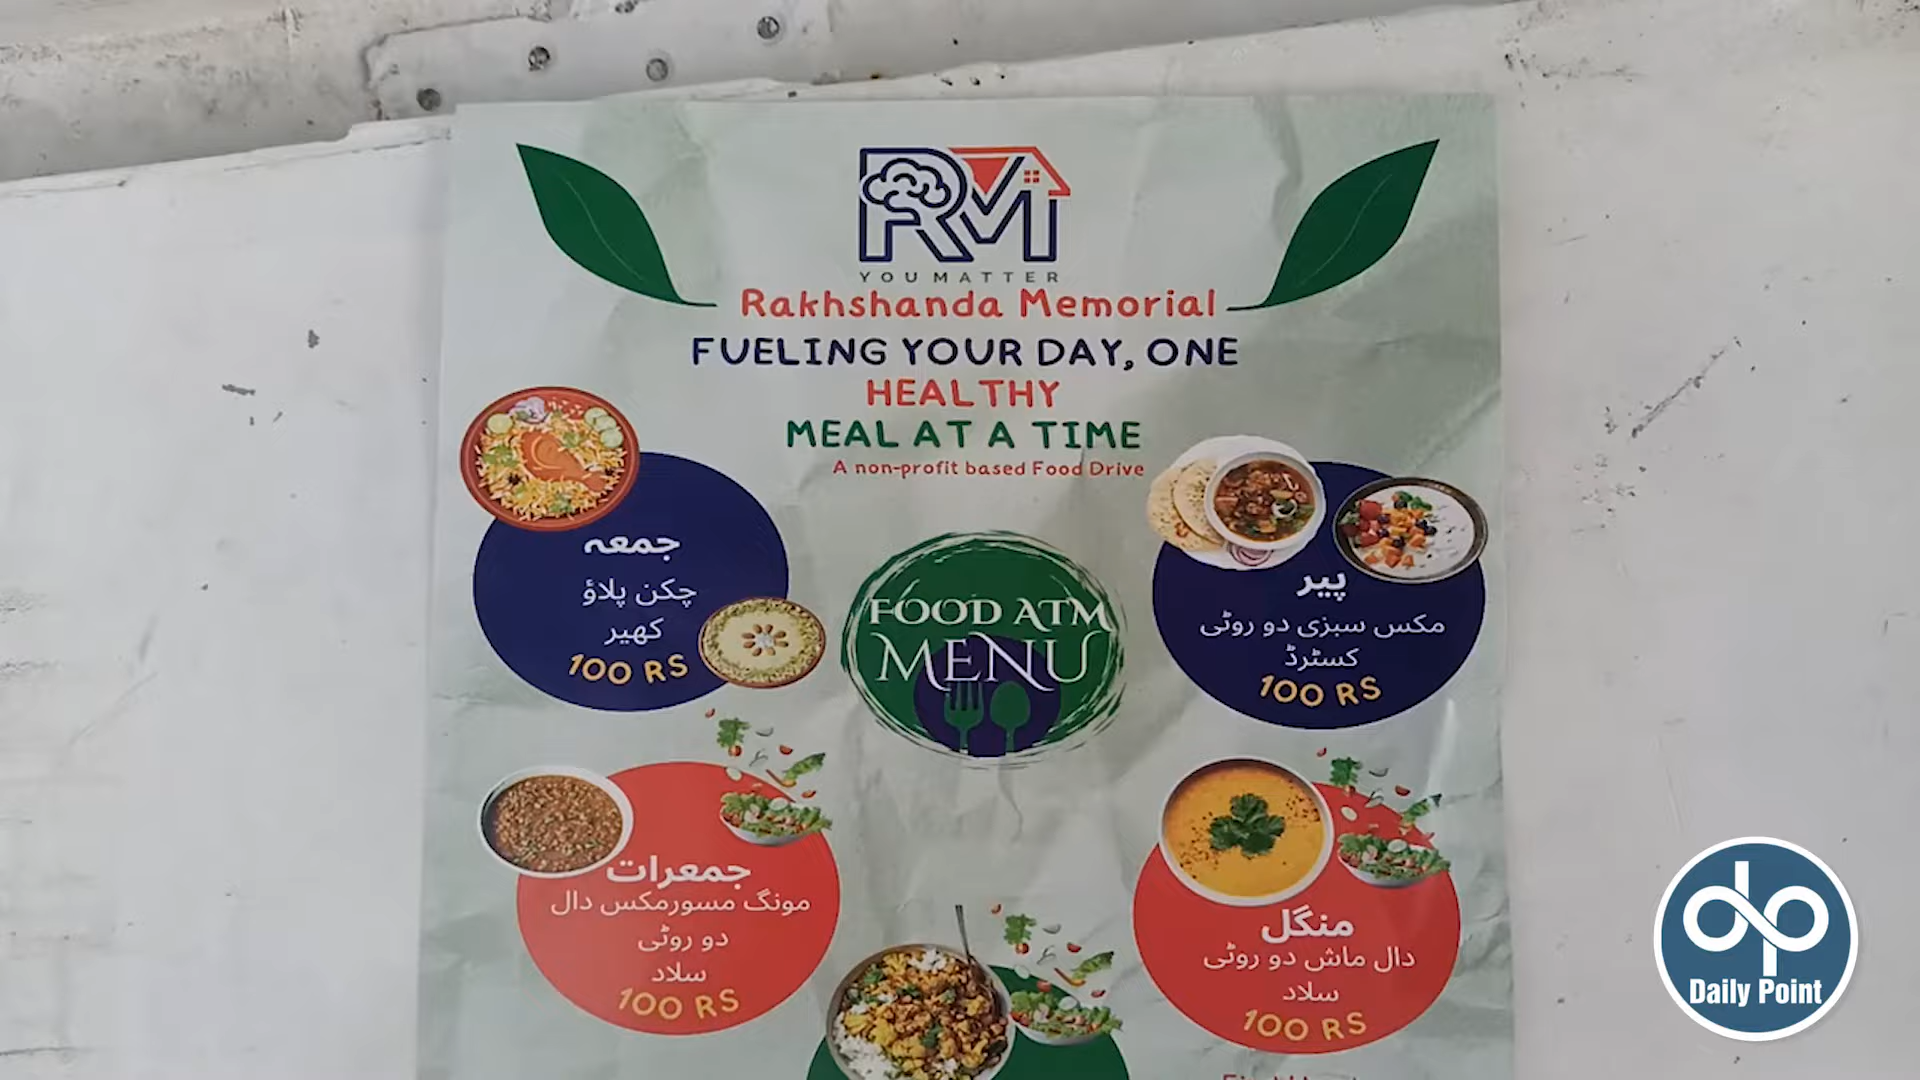 RM
YOU MATTER
Rakhshanda Memorial
FUELING YOUR DAY, ONE
HEALTHY
MEAL AT A TIME
A non-profit based Food Drive
جمعہ
چکن پلاؤ
کھیر
100 RS
FOOD ATM
MENU
پیر
مکس سبزی دو روٹی
کسٹرڈ
100 RS
جمعرات
مونگ مسورمکس دال
دو روٹی
سلاد
100 RS
منگل
دال ماش دو روٹی
سلاد
100 RS
dp
Daily Point